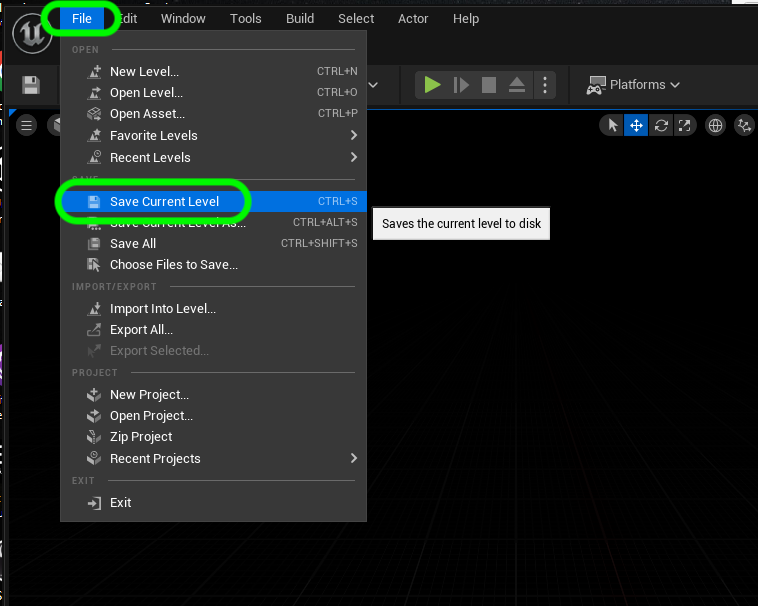 File Edit Window Tools Build Select Actor Help
OPEN
New Level... CTRL+N
Open Level... CTRL+O
Open Asset... CTRL+P
Favorite Levels
Recent Levels
SAVE
Save Current Level CTRL+S
Save Current Level As... CTRL+ALT+S
Save All CTRL+SHIFT+S
Choose Files to Save...
IMPORT/EXPORT
Import Into Level...
Export All...
Export Selected...
PROJECT
New Project...
Open Project...
Zip Project
Recent Projects
EXIT
Exit
Platforms
Saves the current level to disk